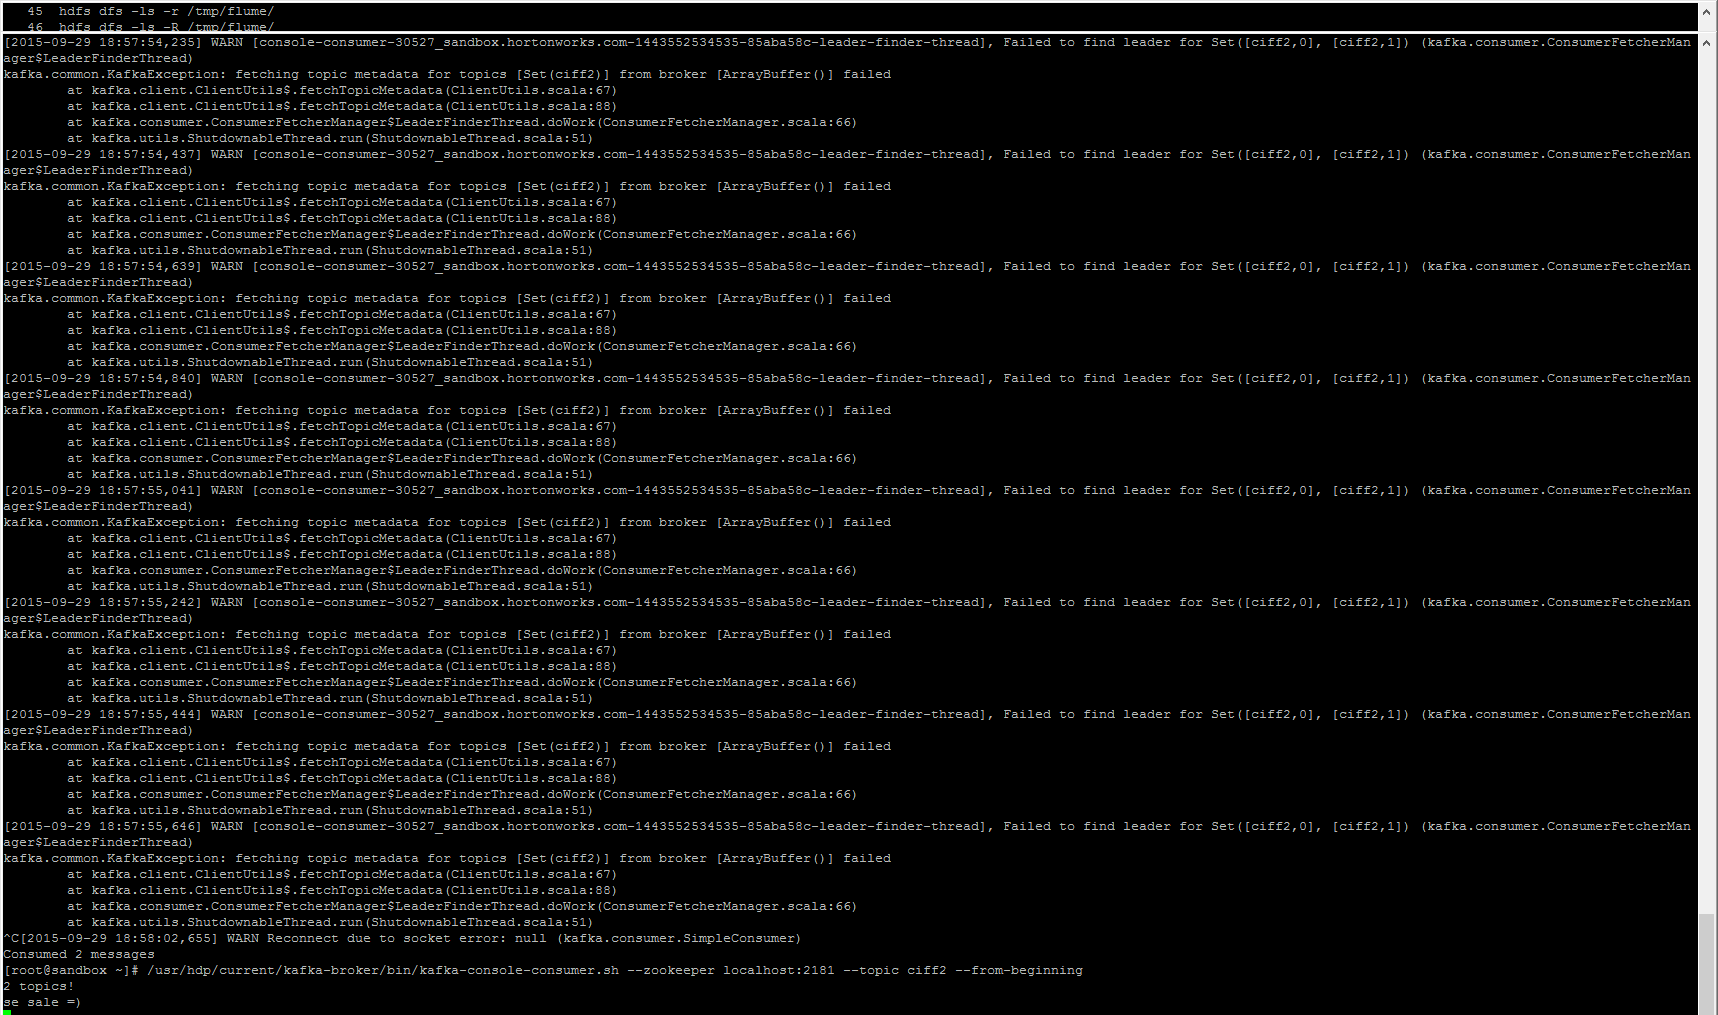 45  hdfs dfs -ls -r /tmp/flume/
   46  hdfs dfs -ls -R /tmp/flume/
[2015-09-29 18:57:54,235] WARN [console-consumer-30527_sandbox.hortonworks.com-1443552534535-85aba58c-leader-finder-thread], Failed to find leader for Set([ciff2,0], [ciff2,1]) (kafka.consumer.ConsumerFetcherMan
ager$LeaderFinderThread)
kafka.common.KafkaException: fetching topic metadata for topics [Set(ciff2)] from broker [ArrayBuffer()] failed
        at kafka.client.ClientUtils$.fetchTopicMetadata(ClientUtils.scala:67)
        at kafka.client.ClientUtils$.fetchTopicMetadata(ClientUtils.scala:88)
        at kafka.consumer.ConsumerFetcherManager$LeaderFinderThread.doWork(ConsumerFetcherManager.scala:66)
        at kafka.utils.ShutdownableThread.run(ShutdownableThread.scala:51)
[2015-09-29 18:57:54,437] WARN [console-consumer-30527_sandbox.hortonworks.com-1443552534535-85aba58c-leader-finder-thread], Failed to find leader for Set([ciff2,0], [ciff2,1]) (kafka.consumer.ConsumerFetcherMan
ager$LeaderFinderThread)
kafka.common.KafkaException: fetching topic metadata for topics [Set(ciff2)] from broker [ArrayBuffer()] failed
        at kafka.client.ClientUtils$.fetchTopicMetadata(ClientUtils.scala:67)
        at kafka.client.ClientUtils$.fetchTopicMetadata(ClientUtils.scala:88)
        at kafka.consumer.ConsumerFetcherManager$LeaderFinderThread.doWork(ConsumerFetcherManager.scala:66)
        at kafka.utils.ShutdownableThread.run(ShutdownableThread.scala:51)
[2015-09-29 18:57:54,639] WARN [console-consumer-30527_sandbox.hortonworks.com-1443552534535-85aba58c-leader-finder-thread], Failed to find leader for Set([ciff2,0], [ciff2,1]) (kafka.consumer.ConsumerFetcherMan
ager$LeaderFinderThread)
kafka.common.KafkaException: fetching topic metadata for topics [Set(ciff2)] from broker [ArrayBuffer()] failed
        at kafka.client.ClientUtils$.fetchTopicMetadata(ClientUtils.scala:67)
        at kafka.client.ClientUtils$.fetchTopicMetadata(ClientUtils.scala:88)
        at kafka.consumer.ConsumerFetcherManager$LeaderFinderThread.doWork(ConsumerFetcherManager.scala:66)
        at kafka.utils.ShutdownableThread.run(ShutdownableThread.scala:51)
[2015-09-29 18:57:54,840] WARN [console-consumer-30527_sandbox.hortonworks.com-1443552534535-85aba58c-leader-finder-thread], Failed to find leader for Set([ciff2,0], [ciff2,1]) (kafka.consumer.ConsumerFetcherMan
ager$LeaderFinderThread)
kafka.common.KafkaException: fetching topic metadata for topics [Set(ciff2)] from broker [ArrayBuffer()] failed
        at kafka.client.ClientUtils$.fetchTopicMetadata(ClientUtils.scala:67)
        at kafka.client.ClientUtils$.fetchTopicMetadata(ClientUtils.scala:88)
        at kafka.consumer.ConsumerFetcherManager$LeaderFinderThread.doWork(ConsumerFetcherManager.scala:66)
        at kafka.utils.ShutdownableThread.run(ShutdownableThread.scala:51)
[2015-09-29 18:57:55,041] WARN [console-consumer-30527_sandbox.hortonworks.com-1443552534535-85aba58c-leader-finder-thread], Failed to find leader for Set([ciff2,0], [ciff2,1]) (kafka.consumer.ConsumerFetcherMan
ager$LeaderFinderThread)
kafka.common.KafkaException: fetching topic metadata for topics [Set(ciff2)] from broker [ArrayBuffer()] failed
        at kafka.client.ClientUtils$.fetchTopicMetadata(ClientUtils.scala:67)
        at kafka.client.ClientUtils$.fetchTopicMetadata(ClientUtils.scala:88)
        at kafka.consumer.ConsumerFetcherManager$LeaderFinderThread.doWork(ConsumerFetcherManager.scala:66)
        at kafka.utils.ShutdownableThread.run(ShutdownableThread.scala:51)
[2015-09-29 18:57:55,242] WARN [console-consumer-30527_sandbox.hortonworks.com-1443552534535-85aba58c-leader-finder-thread], Failed to find leader for Set([ciff2,0], [ciff2,1]) (kafka.consumer.ConsumerFetcherMan
ager$LeaderFinderThread)
kafka.common.KafkaException: fetching topic metadata for topics [Set(ciff2)] from broker [ArrayBuffer()] failed
        at kafka.client.ClientUtils$.fetchTopicMetadata(ClientUtils.scala:67)
        at kafka.client.ClientUtils$.fetchTopicMetadata(ClientUtils.scala:88)
        at kafka.consumer.ConsumerFetcherManager$LeaderFinderThread.doWork(ConsumerFetcherManager.scala:66)
        at kafka.utils.ShutdownableThread.run(ShutdownableThread.scala:51)
[2015-09-29 18:57:55,444] WARN [console-consumer-30527_sandbox.hortonworks.com-1443552534535-85aba58c-leader-finder-thread], Failed to find leader for Set([ciff2,0], [ciff2,1]) (kafka.consumer.ConsumerFetcherMan
ager$LeaderFinderThread)
kafka.common.KafkaException: fetching topic metadata for topics [Set(ciff2)] from broker [ArrayBuffer()] failed
        at kafka.client.ClientUtils$.fetchTopicMetadata(ClientUtils.scala:67)
        at kafka.client.ClientUtils$.fetchTopicMetadata(ClientUtils.scala:88)
        at kafka.consumer.ConsumerFetcherManager$LeaderFinderThread.doWork(ConsumerFetcherManager.scala:66)
        at kafka.utils.ShutdownableThread.run(ShutdownableThread.scala:51)
[2015-09-29 18:57:55,646] WARN [console-consumer-30527_sandbox.hortonworks.com-1443552534535-85aba58c-leader-finder-thread], Failed to find leader for Set([ciff2,0], [ciff2,1]) (kafka.consumer.ConsumerFetcherMan
ager$LeaderFinderThread)
kafka.common.KafkaException: fetching topic metadata for topics [Set(ciff2)] from broker [ArrayBuffer()] failed
        at kafka.client.ClientUtils$.fetchTopicMetadata(ClientUtils.scala:67)
        at kafka.client.ClientUtils$.fetchTopicMetadata(ClientUtils.scala:88)
        at kafka.consumer.ConsumerFetcherManager$LeaderFinderThread.doWork(ConsumerFetcherManager.scala:66)
        at kafka.utils.ShutdownableThread.run(ShutdownableThread.scala:51)
^C[2015-09-29 18:58:02,655] WARN Reconnect due to socket error: null (kafka.consumer.SimpleConsumer)
Consumed 2 messages
[root@sandbox ~]# /usr/hdp/current/kafka-broker/bin/kafka-console-consumer.sh --zookeeper localhost:2181 --topic ciff2 --from-beginning
2 topics!
se sale =)